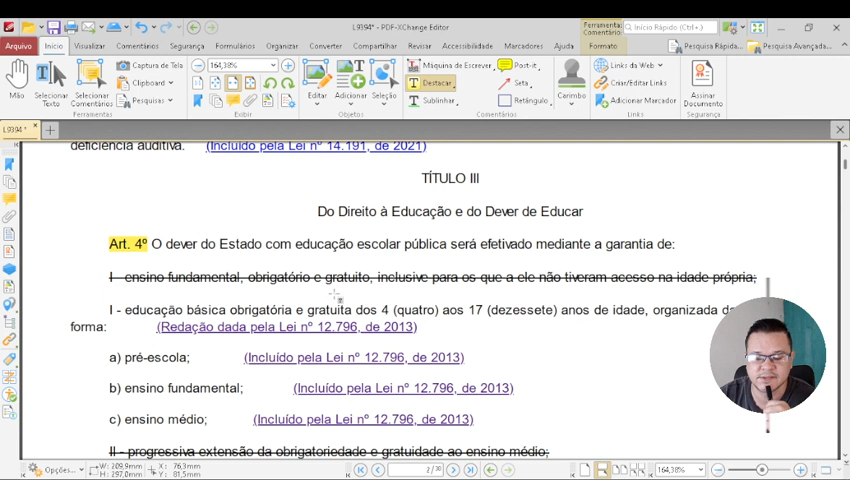 L9394* - PDF-XChange Editor
Ferramenta:
Comentário
Início Rápido (Ctrl+.)
Arquivo Início Visualizar Comentários Segurança Formulários Organizar Converter Compartilhar Revisar Acessibilidade Marcadores Ajuda Formato Pesquisa Rápida... Pesquisa Avançada...
Mão
Selecionar Texto
Selecionar Comentários
Captura de Tela
Clipboard
Pesquisas
Ferramentas
164,38%
Exibir
Editar
Adicionar
Seleção
Objetos
Máquina de Escrever
Destacar
Sublinhar
Post-it
Seta
Retângulo
Comentários
Carimbo
Links da Web
Criar/Editar Links
Adicionar Marcador
Links
Assinar Documento
Segurança
L9394 *
deficiência auditiva. (Incluído pela Lei nº 14.191, de 2021)
TÍTULO III
Do Direito à Educação e do Dever de Educar
Art. 4º O dever do Estado com educação escolar pública será efetivado mediante a garantia de:
I - ensino fundamental, obrigatório e gratuito, inclusive para os que a ele não tiveram acesso na idade própria;
I - educação básica obrigatória e gratuita dos 4 (quatro) aos 17 (dezessete) anos de idade, organizada
forma: (Redação dada pela Lei nº 12.796, de 2013)
a) pré-escola; (Incluído pela Lei nº 12.796, de 2013)
b) ensino fundamental; (Incluído pela Lei nº 12.796, de 2013)
c) ensino médio; (Incluído pela Lei nº 12.796, de 2013)
II - progressiva extensão da obrigatoriedade e gratuidade ao ensino médio;
Opções...
W: 209,9mm
H: 297,0mm
X: 76,3mm
Y: 81,5mm
2 / 38
164,38%